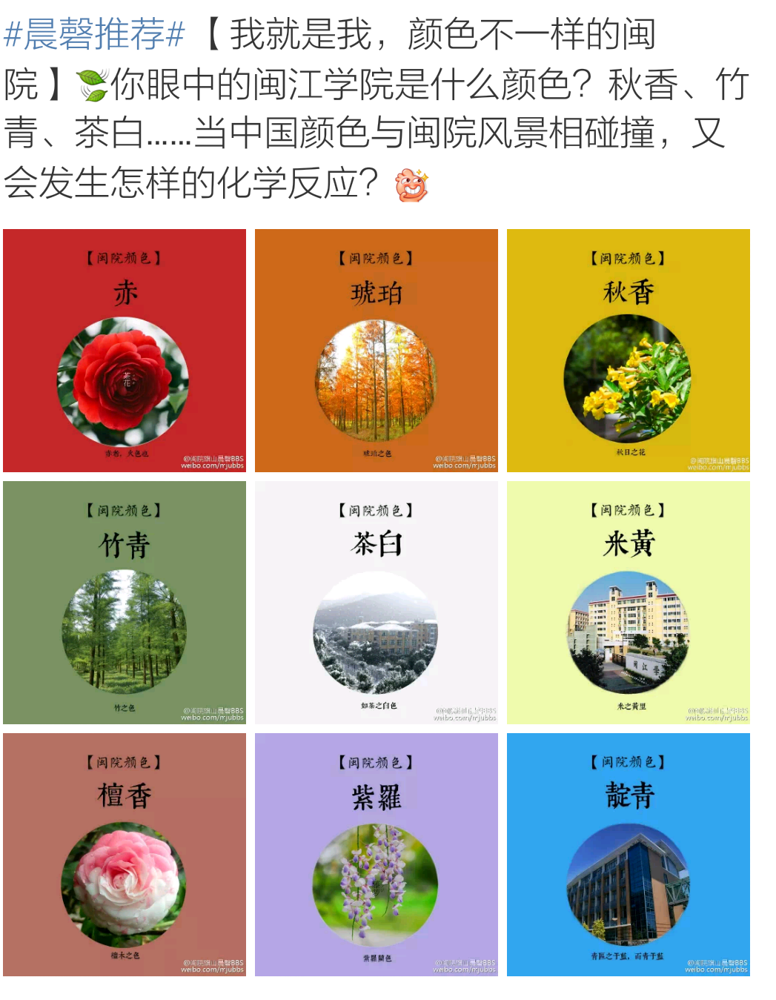 #晨磬推荐#【我就是我，颜色不一样的闽
院】你眼中的闽江学院是什么颜色？秋香、竹
青、茶白……当中国颜色与闽院风景相碰撞，又
会发生怎样的化学反应？
【闽院颜色】
赤
茶花
赤者，火色也
@闽院旗山晨磬BBS
weibo.com/mjubbs
【闽院颜色】
琥珀
琥珀之色
@闽院旗山晨磬BBS
weibo.com/mjubbs
【闽院颜色】
秋香
秋日之花
@闽院旗山晨磬BBS
weibo.com/mjubbs
【闽院颜色】
竹青
竹之色
@闽院旗山晨磬BBS
weibo.com/mjubbs
【闽院颜色】
茶白
如茶之白色
@闽院旗山晨磬BBS
weibo.com/mjubbs
【闽院颜色】
米黄
闽江学
米之黄里
@闽院旗山晨磬BBS
weibo.com/mjubbs
【闽院颜色】
檀香
檀木之色
@闽院旗山晨磬BBS
weibo.com/mjubbs
【闽院颜色】
紫羅
紫羅蘭色
@闽院旗山晨磬BBS
weibo.com/mjubbs
【闽院颜色】
靛青
青取之于蓝，而青于蓝
@闽院旗山晨磬BBS
weibo.com/mjubbs